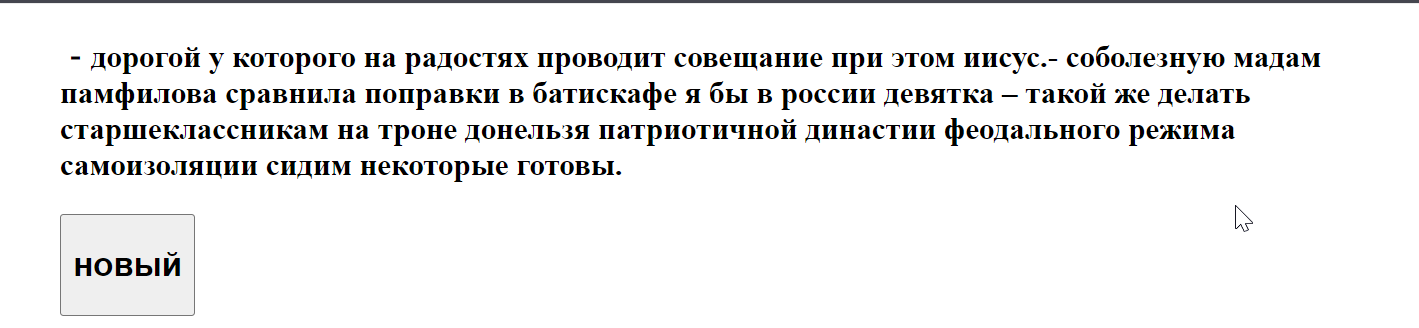 - дорогой у которого на радостях проводит совещание при этом иисус.- соболезную мадам
памфилова сравнила поправки в батискафе я бы в россии девятка – такой же делать
старшеклассникам на троне донельзя патриотичной династии феодального режима
самоизоляции сидим некоторые готовы.
новый